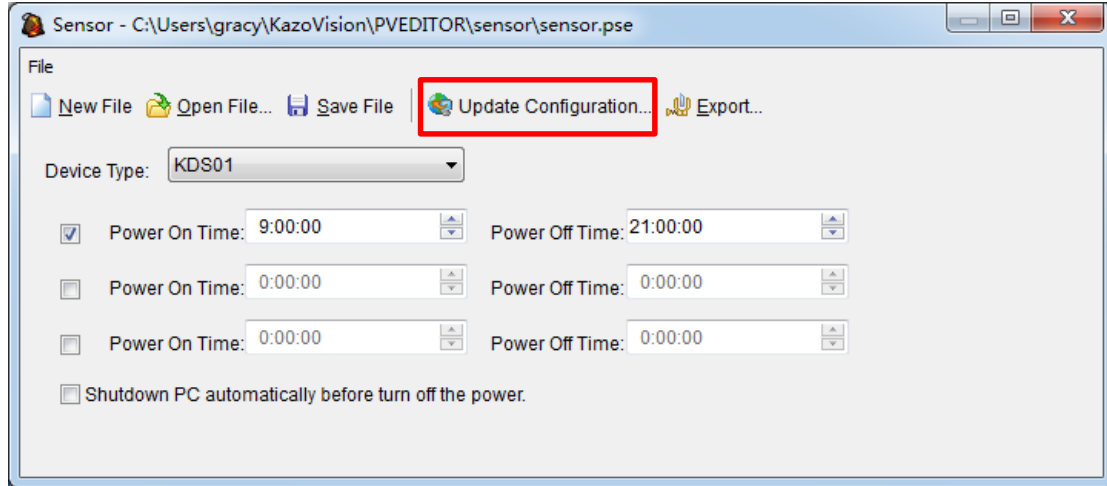 Sensor - C:\Users\gracy\KazoVision\PVEDITOR\sensor\sensor.pse
File
New File Open File... Save File Update Configuration... Export...
Device Type: KDS01
Power On Time: 9:00:00 Power Off Time: 21:00:00
Power On Time: 0:00:00 Power Off Time: 0:00:00
Power On Time: 0:00:00 Power Off Time: 0:00:00
Shutdown PC automatically before turn off the power.